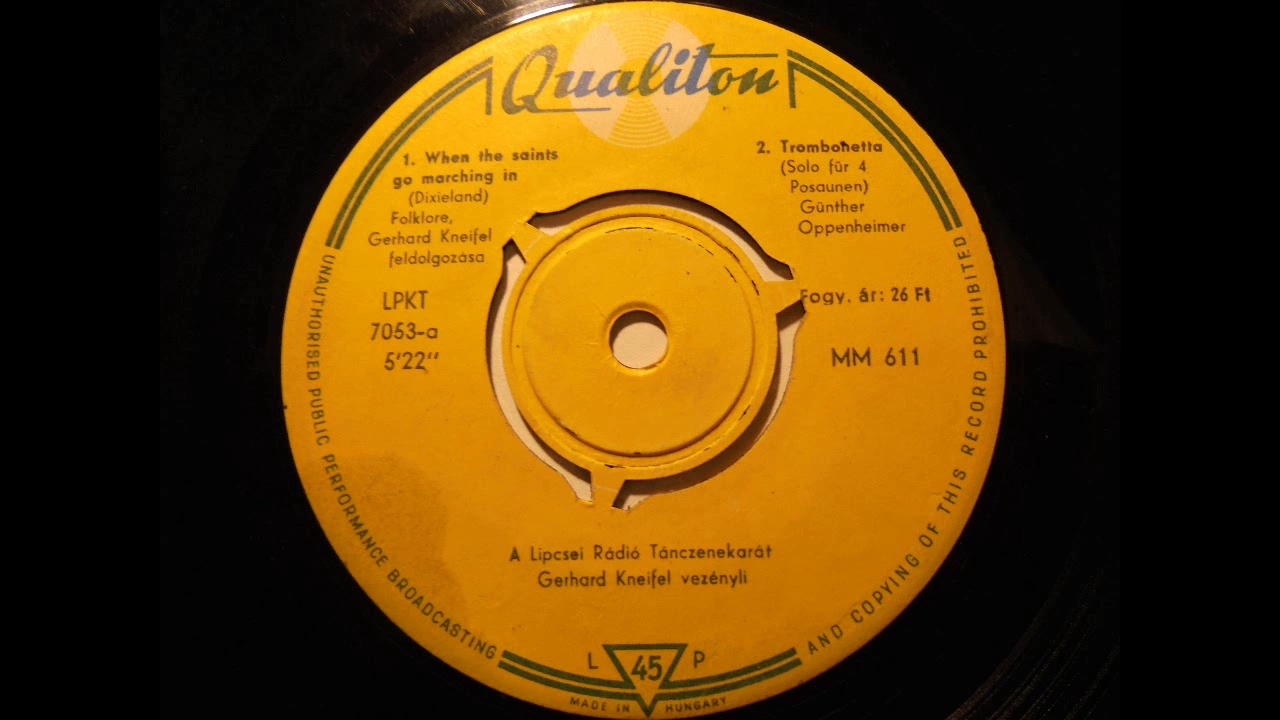 Qualiton
1. When the saints
go marching in
(Dixieland)
Folklore,
Gerhard Kneifel
feldolgozása
LPKT
7053-a
5'22"
2. Trombonetta
(Solo für 4
Posaunen)
Günther
Oppenheimer
Fogy. ár: 26 Ft
MM 611
A Lipcsei Rádió Tánczenekarát
Gerhard Kneifel vezényli
UNAUTHORISED PUBLIC PERFORMANCE BROADCASTING
AND COPYING OF THIS RECORD PROHIBITED
L 45 P
MADE IN HUNGARY